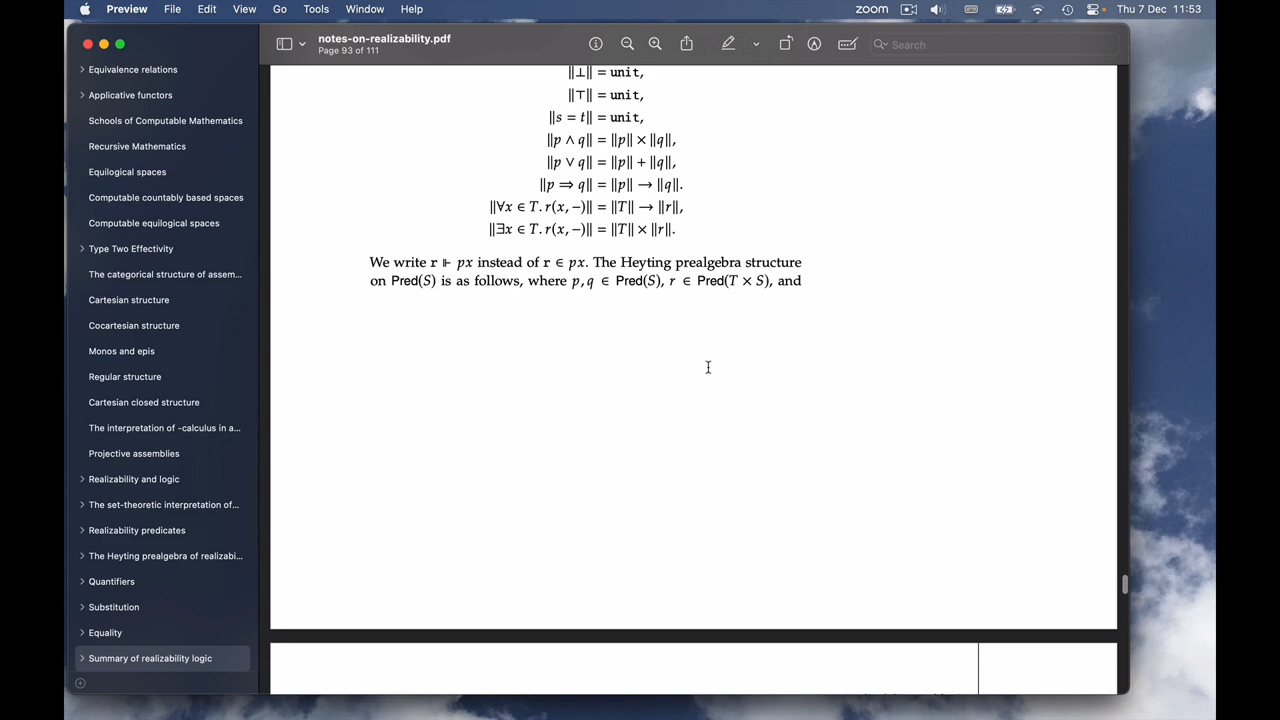 Preview File Edit View Go Tools Window Help zoom Thu 7 Dec 11:53
notes-on-realizability.pdf
Page 93 of 111
Search
Equivalence relations
Applicative functors
Schools of Computable Mathematics
Recursive Mathematics
Equilogical spaces
Computable countably based spaces
Computable equilogical spaces
Type Two Effectivity
The categorical structure of assem...
Cartesian structure
Cocartesian structure
Monos and epis
Regular structure
Cartesian closed structure
The interpretation of -calculus in a...
Projective assemblies
Realizability and logic
The set-theoretic interpretation of...
Realizability predicates
The Heyting prealgebra of realizabi...
Quantifiers
Substitution
Equality
Summary of realizability logic
‖⊥‖ = unit,
‖⊤‖ = unit,
‖s = t‖ = unit,
‖p ∧ q‖ = ‖p‖ × ‖q‖,
‖p ∨ q‖ = ‖p‖ + ‖q‖,
‖p ⇒ q‖ = ‖p‖ → ‖q‖.
‖∀x ∈ T. r(x, −)‖ = ‖T‖ → ‖r‖,
‖∃x ∈ T. r(x, −)‖ = ‖T‖ × ‖r‖.
We write r ⊩ px instead of r ∈ px. The Heyting prealgebra structure
on Pred(S) is as follows, where p, q ∈ Pred(S), r ∈ Pred(T × S), and